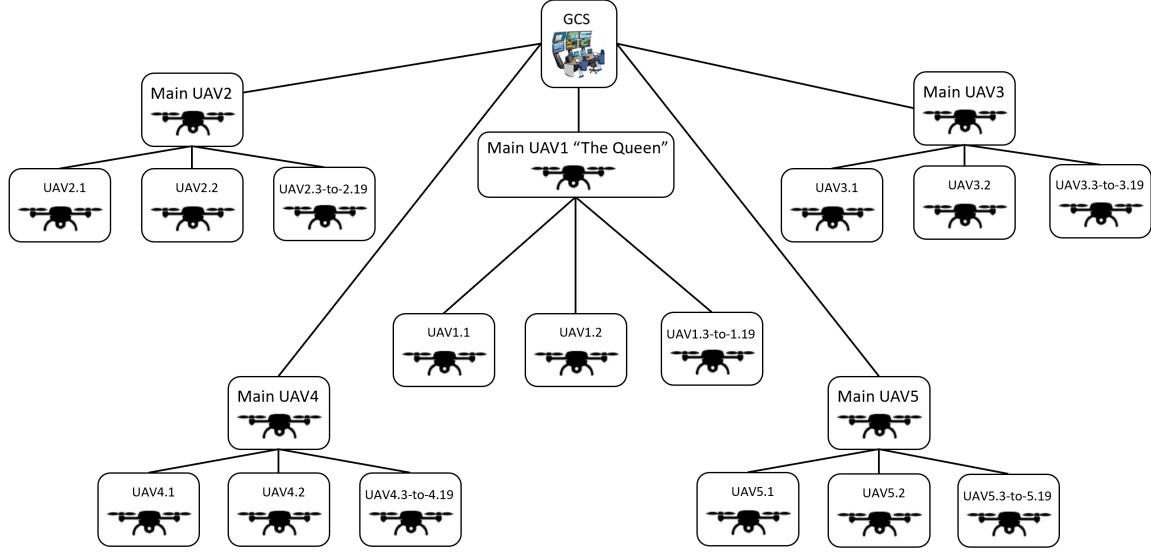 GCS
Main UAV2
Main UAV3
Main UAV1 “The Queen”
UAV2.1
UAV2.2
UAV2.3-to-2.19
UAV3.1
UAV3.2
UAV3.3-to-3.19
UAV1.1
UAV1.2
UAV1.3-to-1.19
Main UAV4
Main UAV5
UAV4.1
UAV4.2
UAV4.3-to-4.19
UAV5.1
UAV5.2
UAV5.3-to-5.19